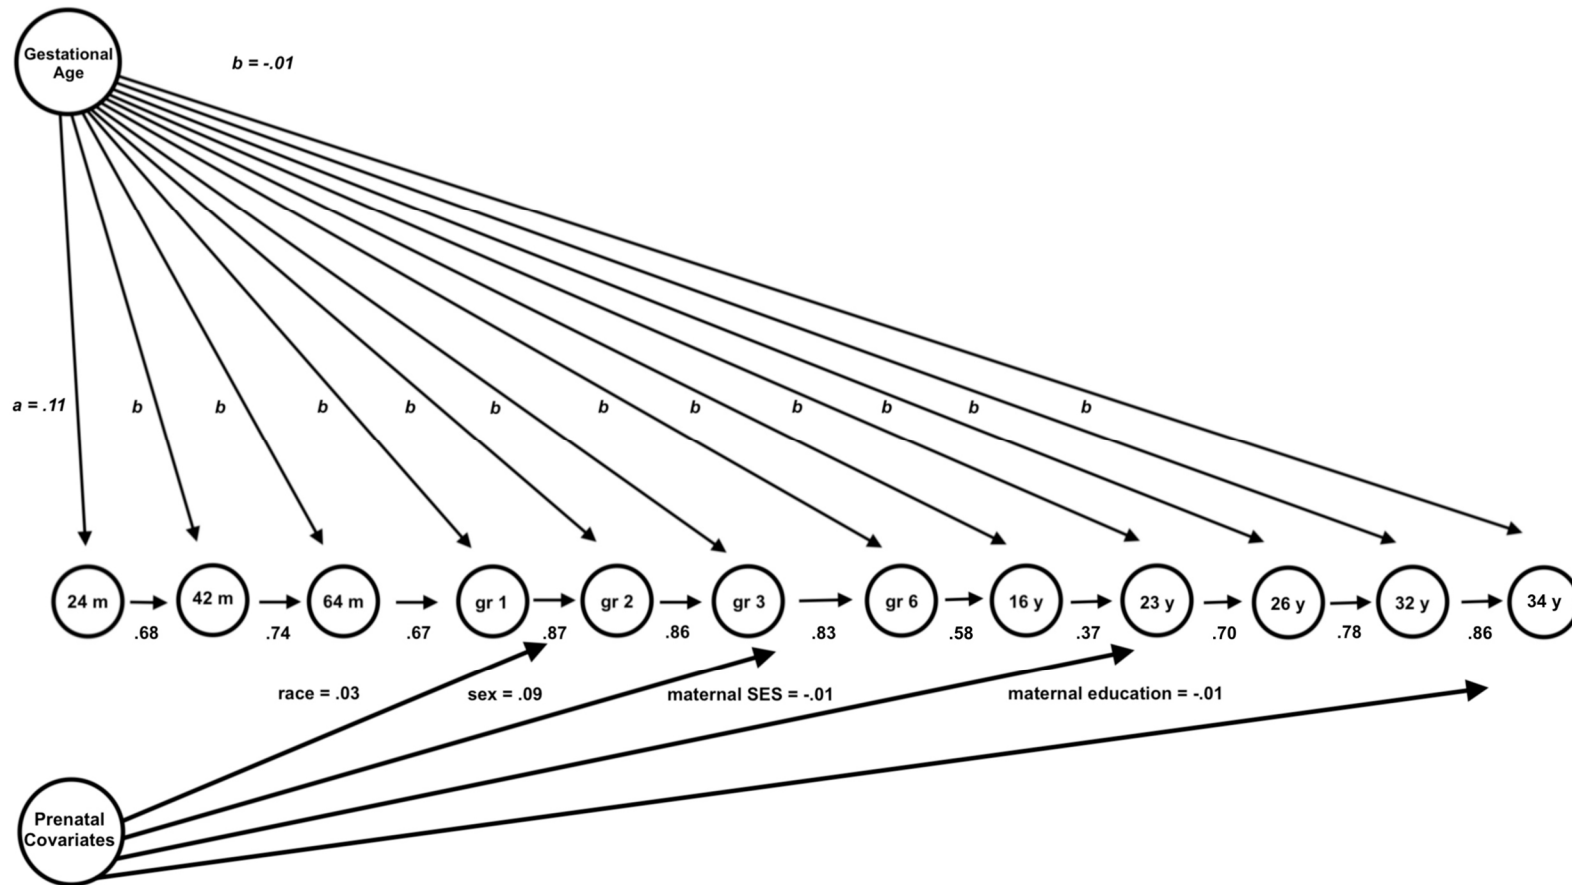 Gestational
Age
b = -.01
a = .11
b
b
b
b
b
b
b
b
b
b
b
24 m
42 m
64 m
gr 1
gr 2
gr 3
gr 6
16 y
23 y
26 y
32 y
34 y
.68
.74
.67
.87
.86
.83
.58
.37
.70
.78
.86
race = .03
sex = .09
maternal SES = -.01
maternal education = -.01
Prenatal
Covariates